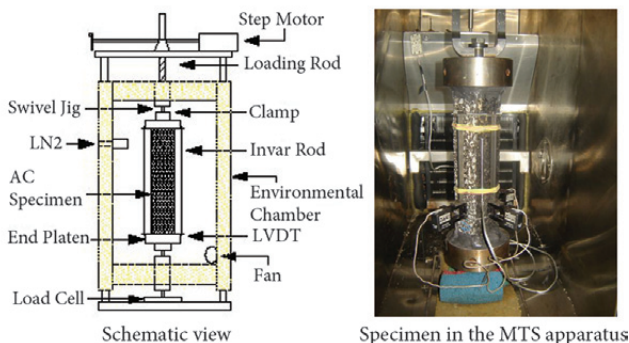 Step Motor
Loading Rod
Swivel Jig
Clamp
LN2
Invar Rod
AC
Specimen
Environmental
Chamber
End Platen
LVDT
Fan
Load Cell
Schematic view
Specimen in the MTS apparatus